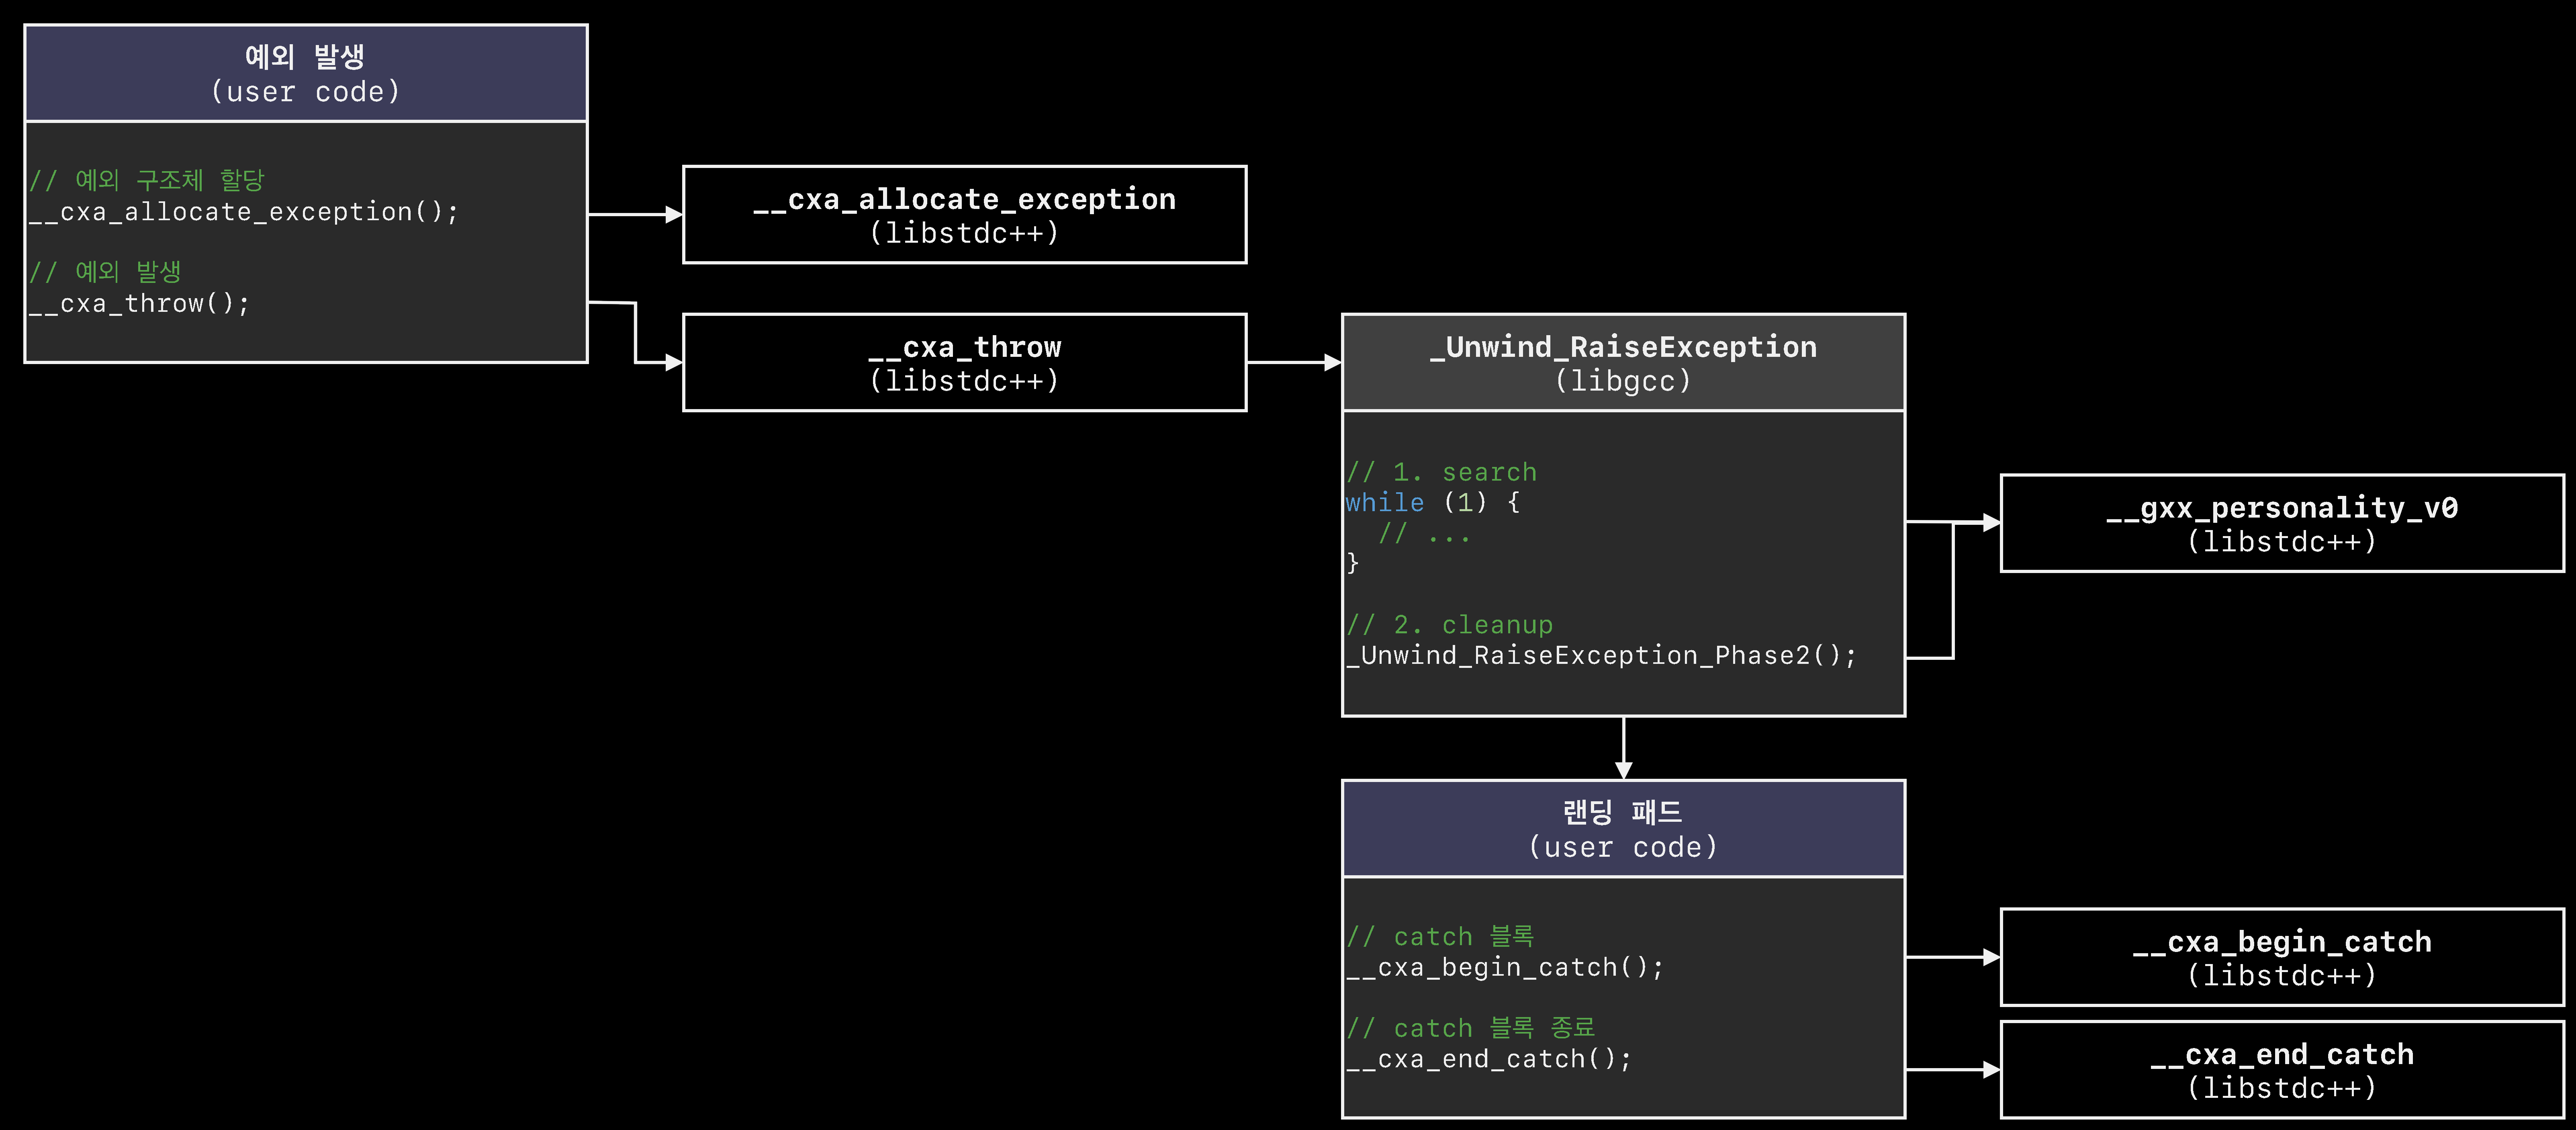 예외 발생
(user code)
// 예외 구조체 할당
__cxa_allocate_exception();
// 예외 발생
__cxa_throw();
__cxa_allocate_exception
(libstdc++)
__cxa_throw
(libstdc++)
_Unwind_RaiseException
(libgcc)
// 1. search
while (1) {
// ...
}
// 2. cleanup
_Unwind_RaiseException_Phase2();
__gxx_personality_v0
(libstdc++)
랜딩 패드
(user code)
// catch 블록
__cxa_begin_catch();
// catch 블록 종료
__cxa_end_catch();
__cxa_begin_catch
(libstdc++)
__cxa_end_catch
(libstdc++)